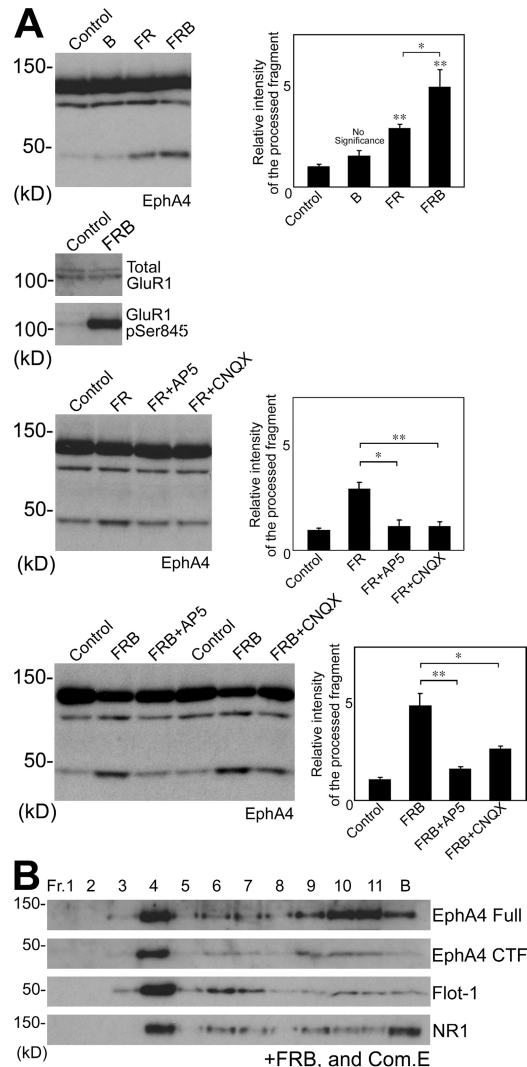 A
Control B FR FRB
150-
50-
(kD)
EphA4
Relative intensity
of the processed fragment
5
0
No
Significance
**
*
**
Control B FR FRB
Control FRB
100-
Total
GluR1
100-
GluR1
pSer845
(kD)
Control FR FR+AP5 FR+CNQX
150-
50-
(kD)
EphA4
Relative intensity
of the processed fragment
5
0
**
*
Control FR FR+AP5 FR+CNQX
Control FRB FRB+AP5 Control FRB FRB+CNQX
150-
50-
(kD)
EphA4
Relative intensity
of the processed fragment
5
0
*
**
Control FRB FRB+AP5 FRB+CNQX
B
Fr.1 2 3 4 5 6 7 8 9 10 11 B
150-
EphA4 Full
50-
EphA4 CTF
50-
Flot-1
150-
NR1
(kD)
+FRB, and Com.E